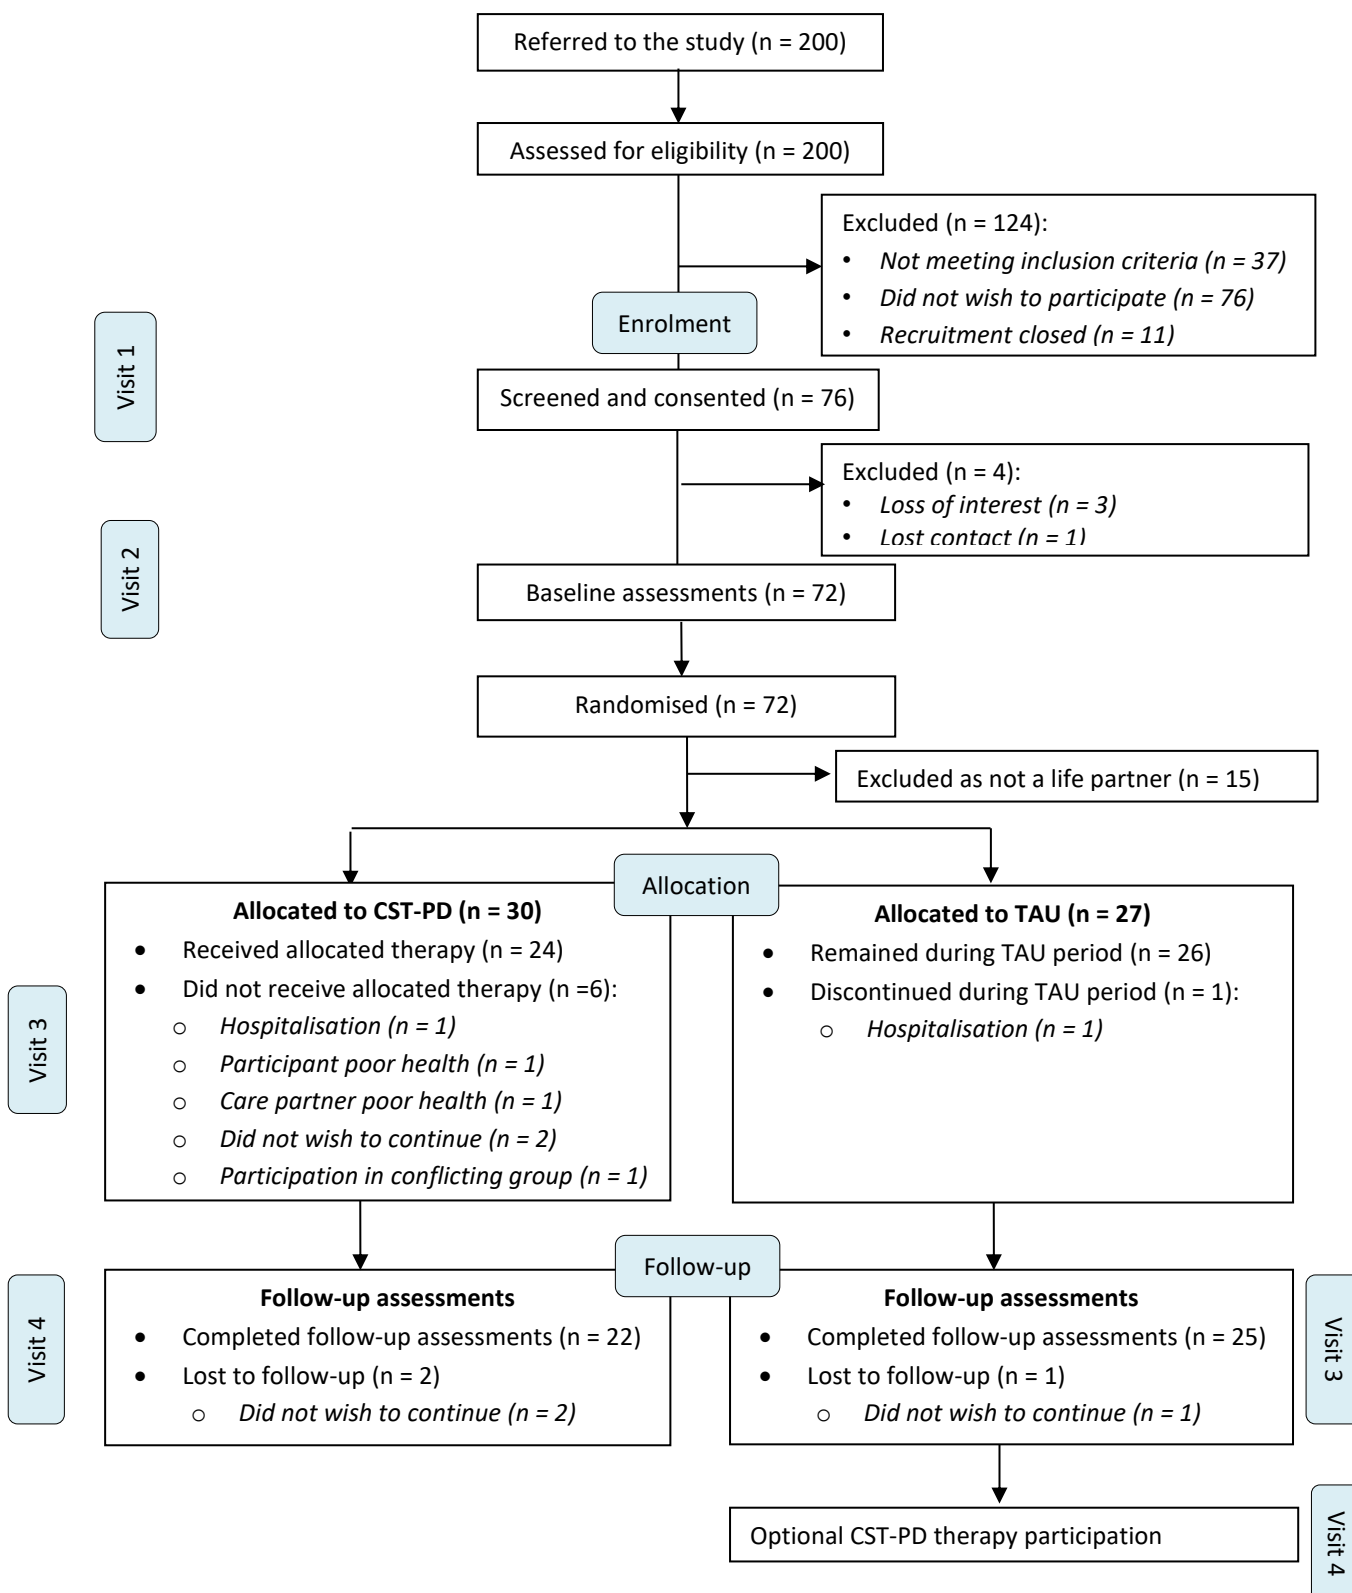 Referred to the study (n = 200)
Assessed for eligibility (n = 200)
Excluded (n = 124):
• Not meeting inclusion criteria (n = 37)
• Did not wish to participate (n = 76)
• Recruitment closed (n = 11)
Enrolment
Visit 1
Screened and consented (n = 76)
Excluded (n = 4):
• Loss of interest (n = 3)
• Lost contact (n = 1)
Visit 2
Baseline assessments (n = 72)
Randomised (n = 72)
Excluded as not a life partner (n = 15)
Allocation
Allocated to CST-PD (n = 30)
• Received allocated therapy (n = 24)
• Did not receive allocated therapy (n =6):
o Hospitalisation (n = 1)
o Participant poor health (n = 1)
o Care partner poor health (n = 1)
o Did not wish to continue (n = 2)
o Participation in conflicting group (n = 1)
Allocated to TAU (n = 27)
• Remained during TAU period (n = 26)
• Discontinued during TAU period (n = 1):
o Hospitalisation (n = 1)
Visit 3
Follow-up
Visit 4
Follow-up assessments
• Completed follow-up assessments (n = 22)
• Lost to follow-up (n = 2)
o Did not wish to continue (n = 2)
Follow-up assessments
• Completed follow-up assessments (n = 25)
• Lost to follow-up (n = 1)
o Did not wish to continue (n = 1)
Visit 3
Optional CST-PD therapy participation
Visit 4